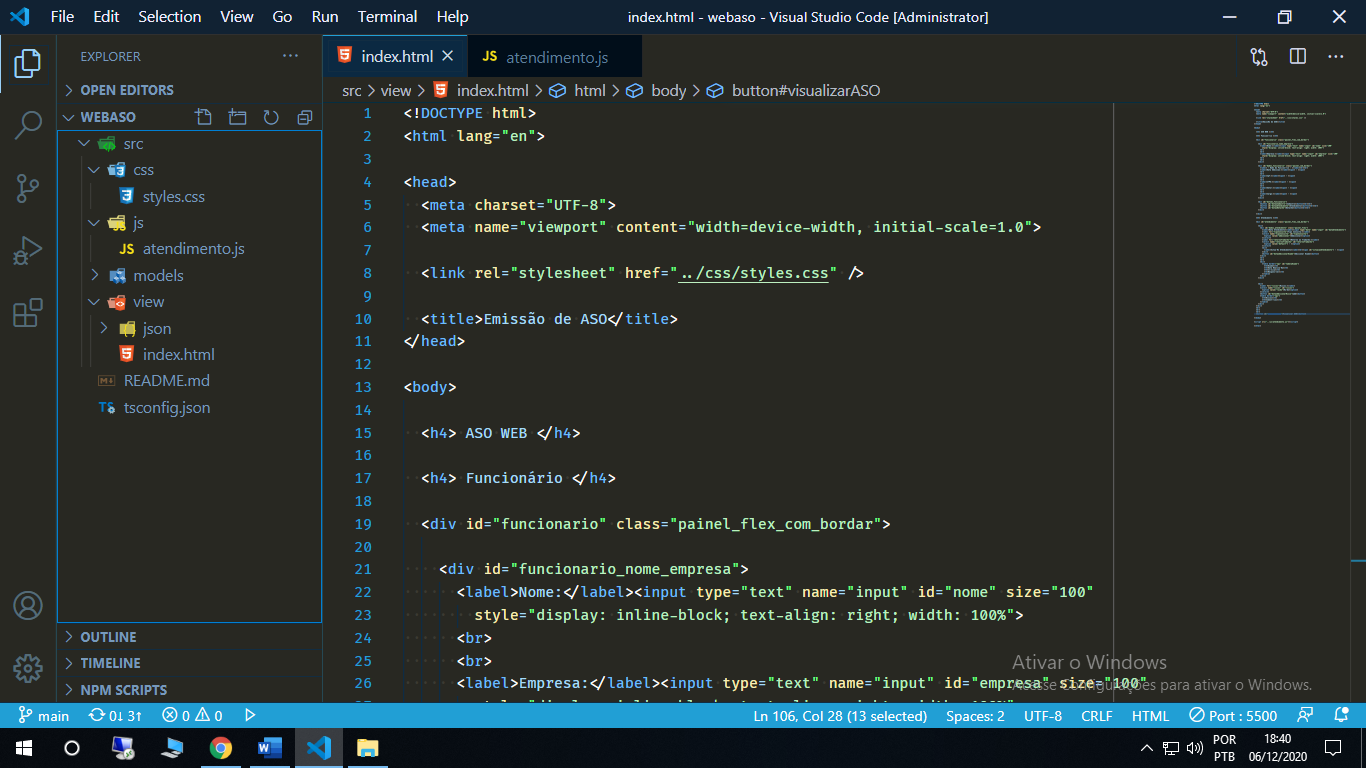 File Edit Selection View Go Run Terminal Help index.html - webaso - Visual Studio Code [Administrator]
EXPLORER
OPEN EDITORS
WEBASO
src
css
styles.css
js
JS atendimento.js
models
view
json
index.html
README.md
TS tsconfig.json
OUTLINE
TIMELINE
NPM SCRIPTS
index.html JS atendimento.js
src > view > index.html > html > body > button#visualizarASO
1 <!DOCTYPE html>
2 <html lang="en">
3
4 <head>
5 <meta charset="UTF-8">
6 <meta name="viewport" content="width=device-width, initial-scale=1.0">
7
8 <link rel="stylesheet" href="../css/styles.css" />
9
10 <title>Emissão de ASO</title>
11 </head>
12
13 <body>
14
15 <h4> ASO WEB </h4>
16
17 <h4> Funcionário </h4>
18
19 <div id="funcionario" class="painel_flex_com_bordar">
20
21 <div id="funcionario_nome_empresa">
22 <label>Nome:</label><input type="text" name="input" id="nome" size="100"
23 style="display: inline-block; text-align: right; width: 100%">
24 <br>
25 <br>
26 <label>Empresa:</label><input type="text" name="input" id="empresa" size="100"
Ativar o Windows
Acesse Configurações para ativar o Windows.
main 0↓ 3↑ 0 0 Ln 106, Col 28 (13 selected) Spaces: 2 UTF-8 CRLF HTML Port : 5500
POR 18:40
PTB 06/12/2020